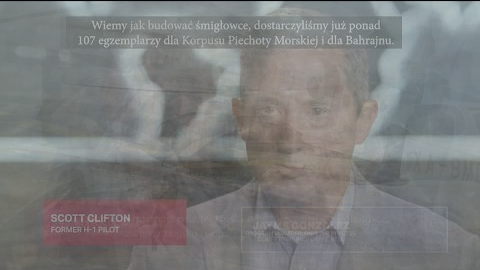 Wiemy jak budować śmigłowce, dostarczyliśmy już ponad
107 egzemplarzy dla Korpusu Piechoty Morskiej i dla Bahrajnu.
SCOTT CLIFTON
FORMER H-1 PILOT